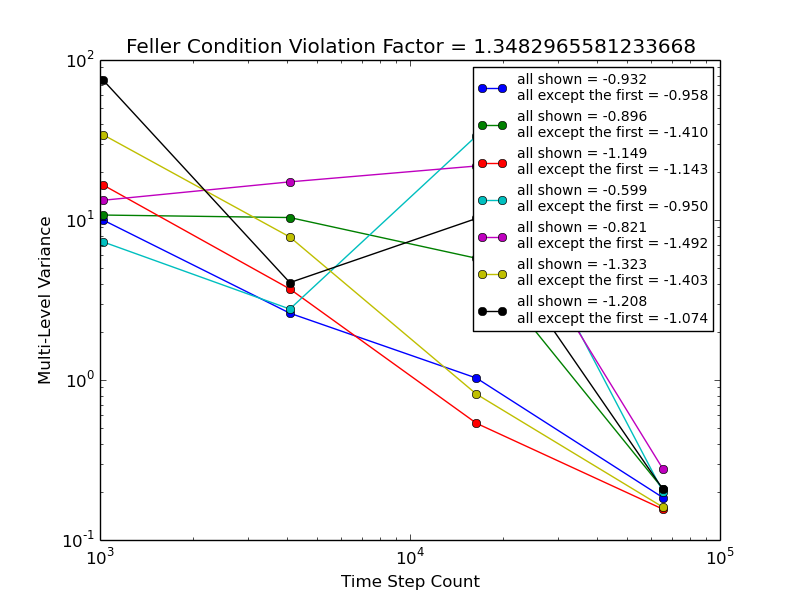 Feller Condition Violation Factor = 1.3482965581233668
10^2
10^1
10^0
10^-1
Multi-Level Variance
all shown = -0.932
all except the first = -0.958
all shown = -0.896
all except the first = -1.410
all shown = -1.149
all except the first = -1.143
all shown = -0.599
all except the first = -0.950
all shown = -0.821
all except the first = -1.492
all shown = -1.323
all except the first = -1.403
all shown = -1.208
all except the first = -1.074
10^3
10^4
10^5
Time Step Count